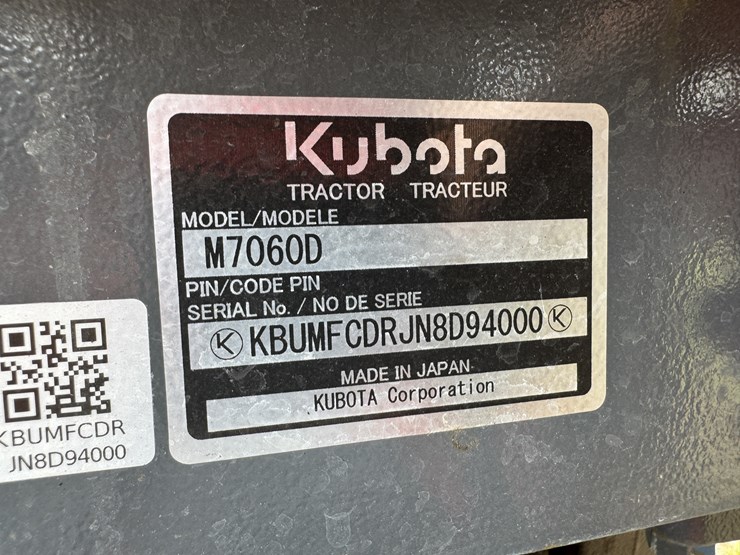 Kubota
TRACTOR TRACTEUR
MODEL/MODELE
M7060D
PIN/CODE PIN
SERIAL No. / NO DE SERIE
K KBUMFCDRJN8D94000 K
MADE IN JAPAN
KUBOTA Corporation
KBUMFCDR
JN8D94000